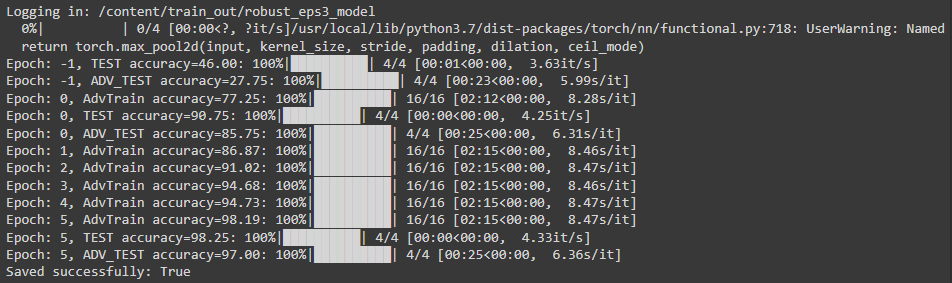 Logging in: /content/train_out/robust_eps3_model
0%| | 0/4 [00:00<?, ?it/s]/usr/local/lib/python3.7/dist-packages/torch/nn/functional.py:718: UserWarning: Named
return torch.max_pool2d(input, kernel_size, stride, padding, dilation, ceil_mode)
Epoch: -1, TEST accuracy=46.00: 100%|██████████| 4/4 [00:01<00:00, 3.63it/s]
Epoch: -1, ADV_TEST accuracy=27.75: 100%|██████████| 4/4 [00:23<00:00, 5.99s/it]
Epoch: 0, AdvTrain accuracy=77.25: 100%|██████████| 16/16 [02:12<00:00, 8.28s/it]
Epoch: 0, TEST accuracy=90.75: 100%|██████████| 4/4 [00:00<00:00, 4.25it/s]
Epoch: 0, ADV_TEST accuracy=85.75: 100%|██████████| 4/4 [00:25<00:00, 6.31s/it]
Epoch: 1, AdvTrain accuracy=86.87: 100%|██████████| 16/16 [02:15<00:00, 8.46s/it]
Epoch: 2, AdvTrain accuracy=91.02: 100%|██████████| 16/16 [02:15<00:00, 8.47s/it]
Epoch: 3, AdvTrain accuracy=94.68: 100%|██████████| 16/16 [02:15<00:00, 8.46s/it]
Epoch: 4, AdvTrain accuracy=94.73: 100%|██████████| 16/16 [02:15<00:00, 8.47s/it]
Epoch: 5, AdvTrain accuracy=98.19: 100%|██████████| 16/16 [02:15<00:00, 8.47s/it]
Epoch: 5, TEST accuracy=98.25: 100%|██████████| 4/4 [00:00<00:00, 4.33it/s]
Epoch: 5, ADV_TEST accuracy=97.00: 100%|██████████| 4/4 [00:25<00:00, 6.36s/it]
Saved successfully: True